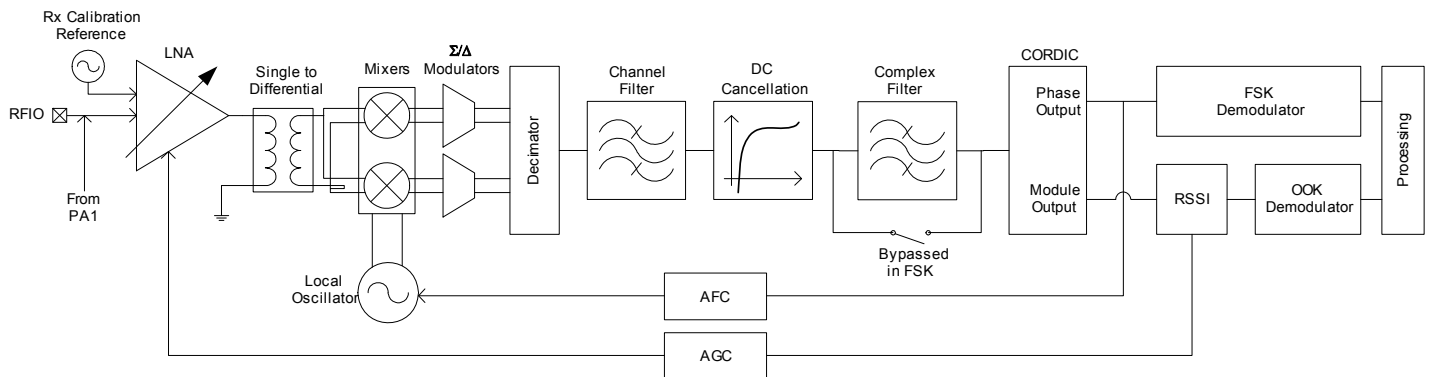 Rx Calibration
Reference
LNA
Single to
Differential
Mixers
Σ/Δ
Modulators
Decimator
Channel
Filter
DC
Cancellation
Complex
Filter
CORDIC
Phase
Output
Module
Output
FSK
Demodulator
Processing
RFIO
From
PA1
RSSI
OOK
Demodulator
Bypassed
in FSK
Local
Oscillator
AFC
AGC